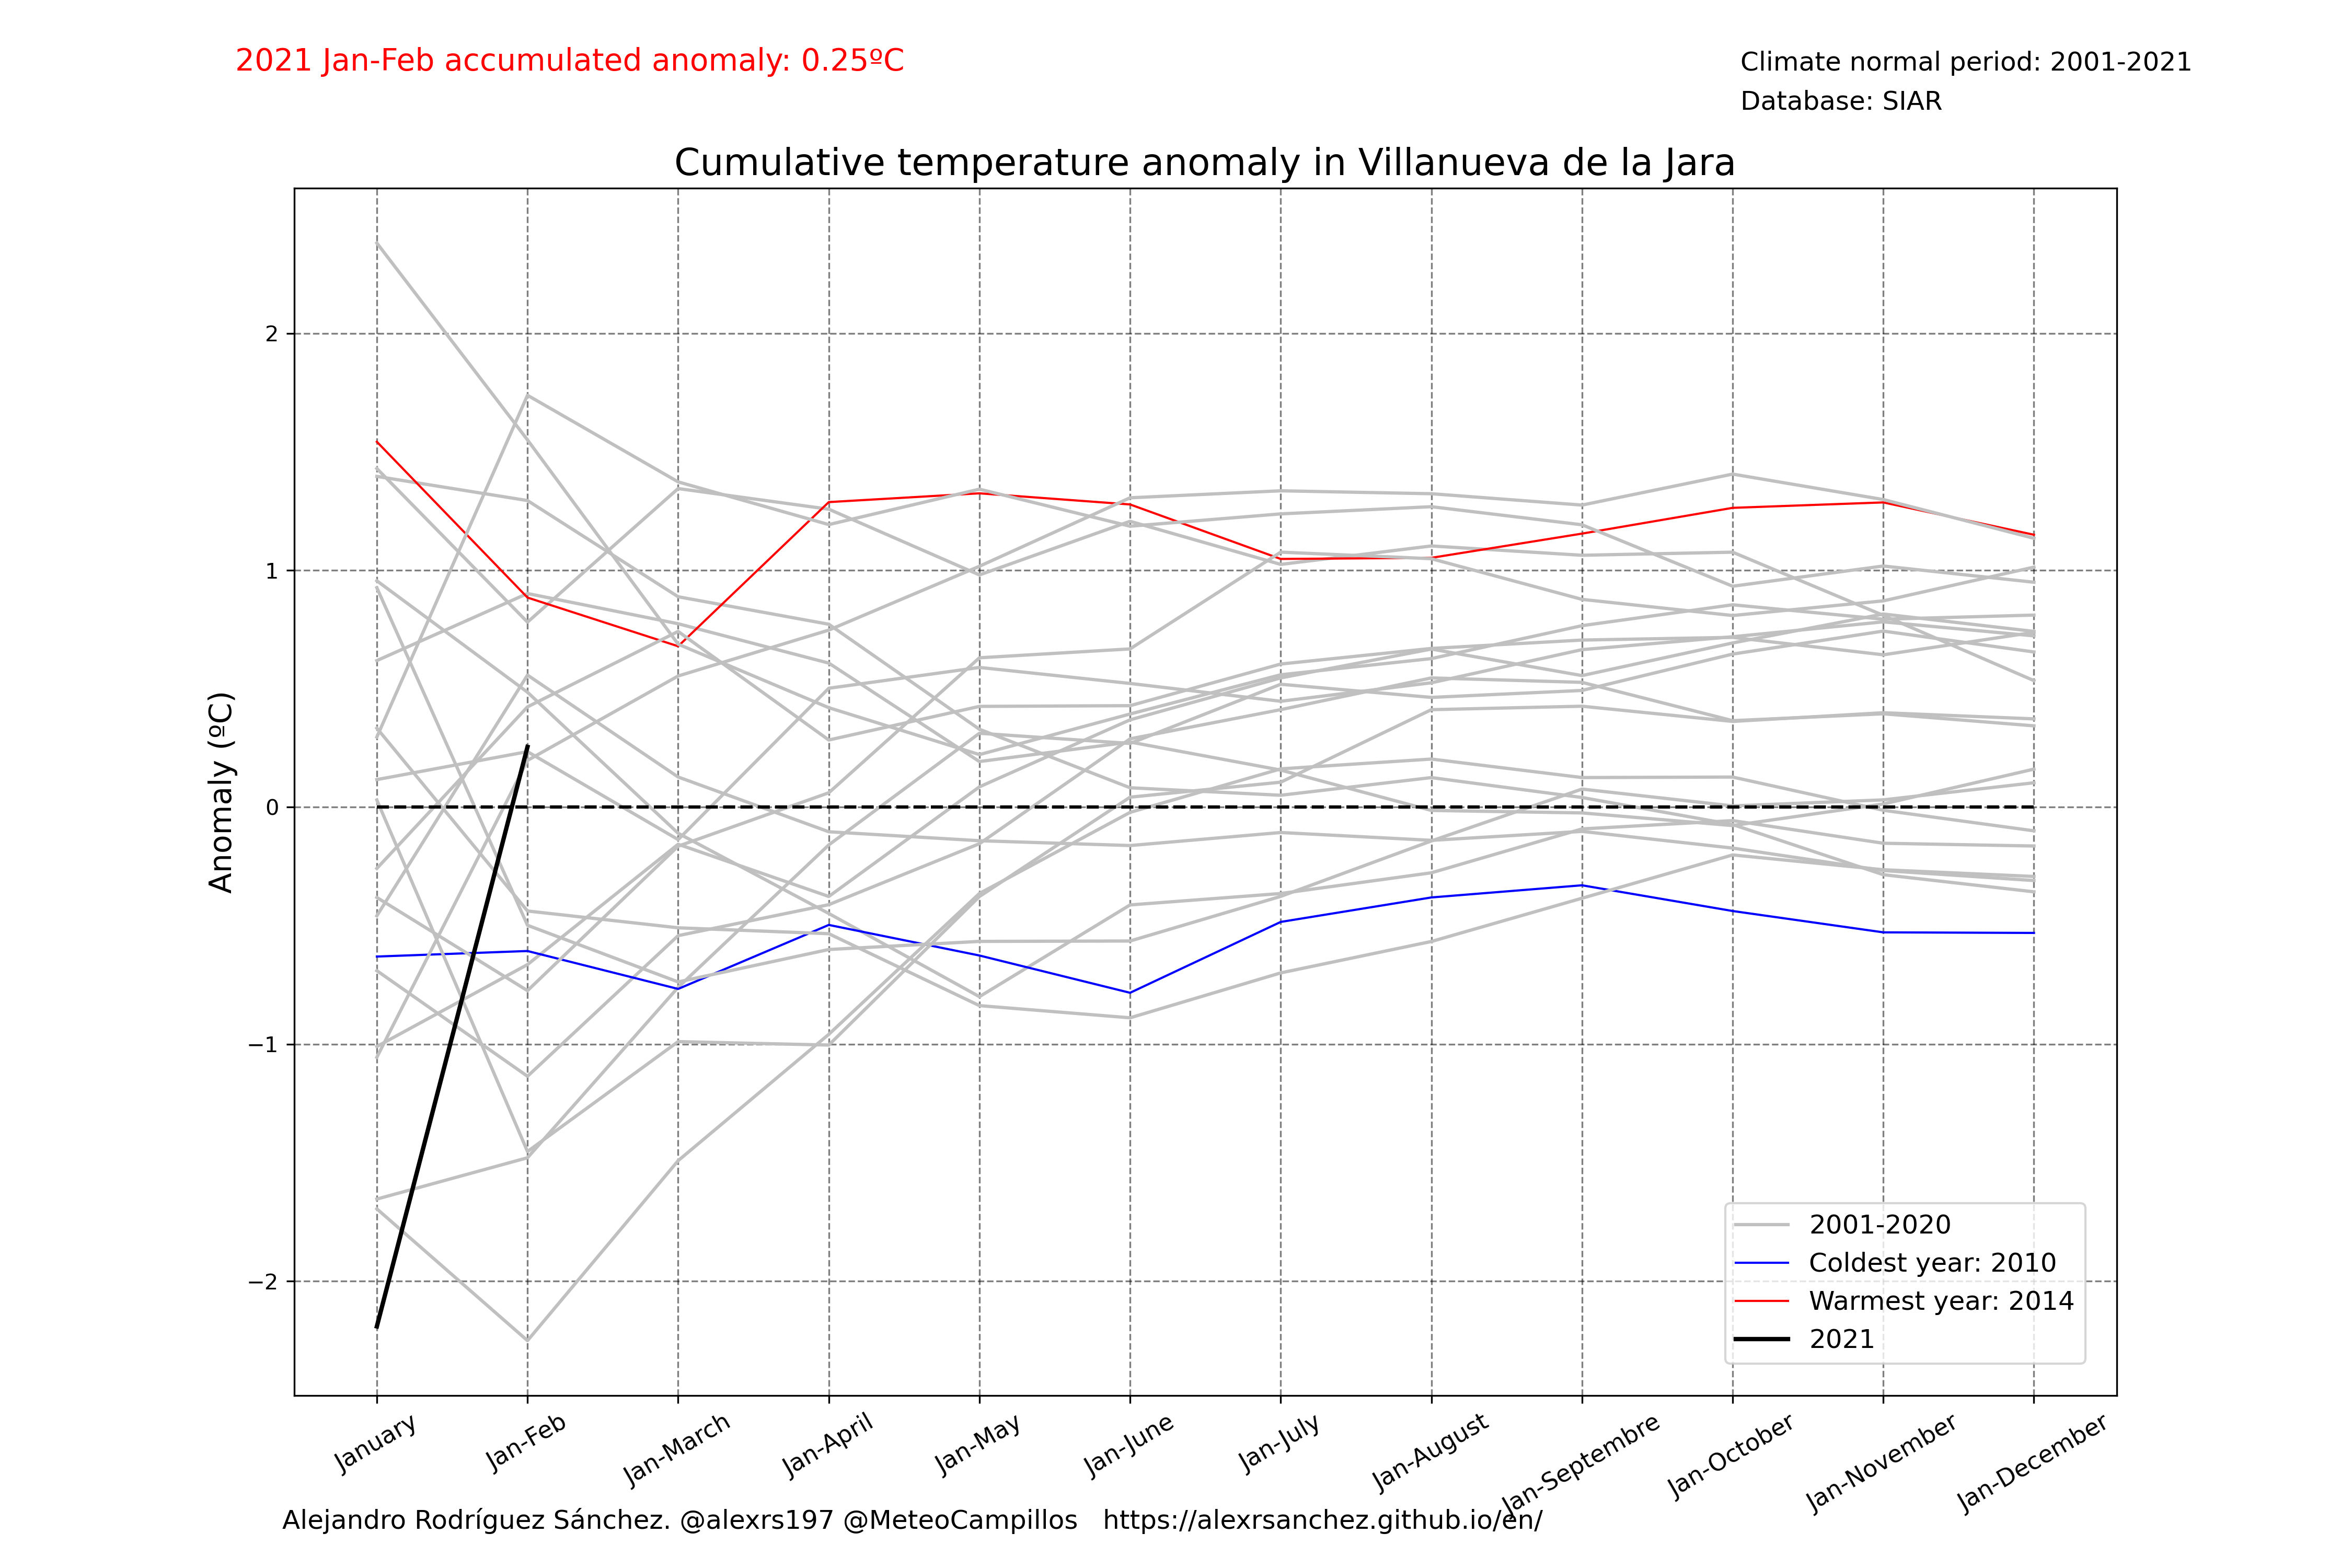 2021 Jan-Feb accumulated anomaly: 0.25ºC
Climate normal period: 2001-2021
Database: SIAR
Cumulative temperature anomaly in Villanueva de la Jara
Anomaly (ºC)
2
1
0
−1
−2
2001-2020
Coldest year: 2010
Warmest year: 2014
2021
January
Jan-Feb
Jan-March
Jan-April
Jan-May
Jan-June
Jan-July
Jan-August
Jan-Septembre
Jan-October
Jan-November
Jan-December
Alejandro Rodríguez Sánchez. @alexrs197 @MeteoCampillos   https://alexrsanchez.github.io/en/